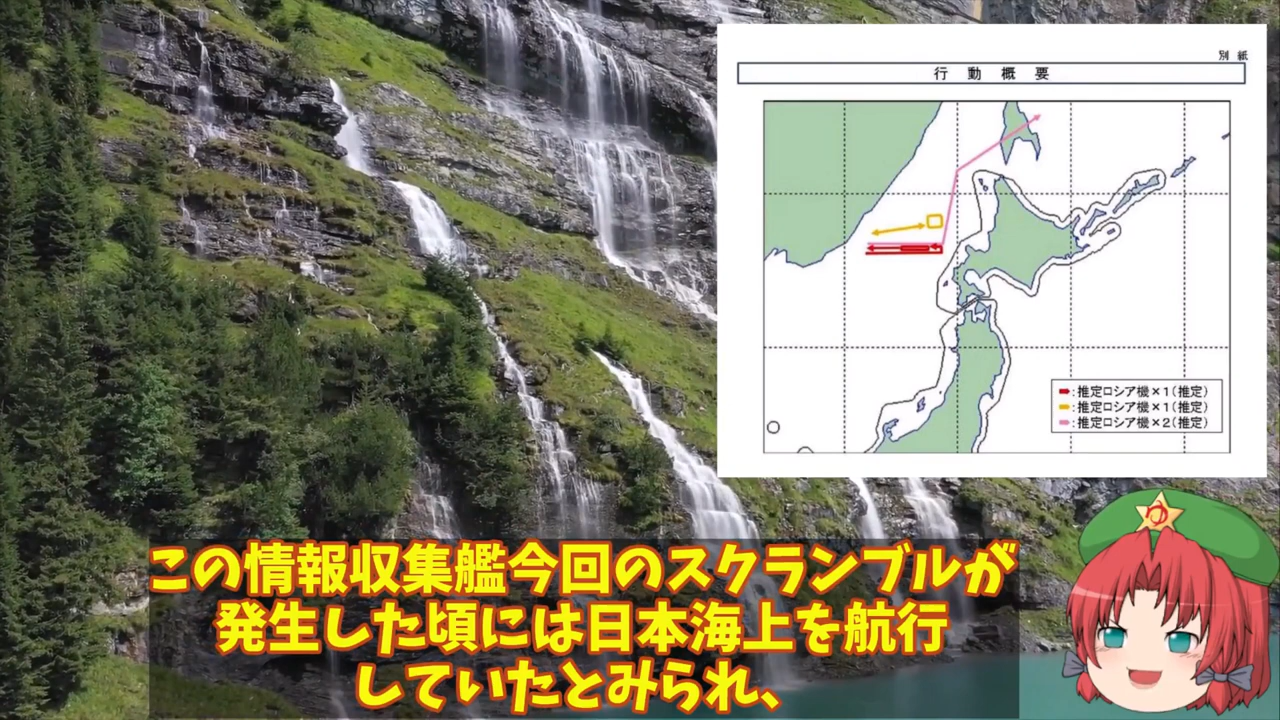 別 紙
行 動 概 要
:推定ロシア機×1(推定)
:推定ロシア機×1(推定)
:推定ロシア機×2(推定)
この情報収集艦今回のスクランブルが
発生した頃には日本海上を航行
していたとみられ、